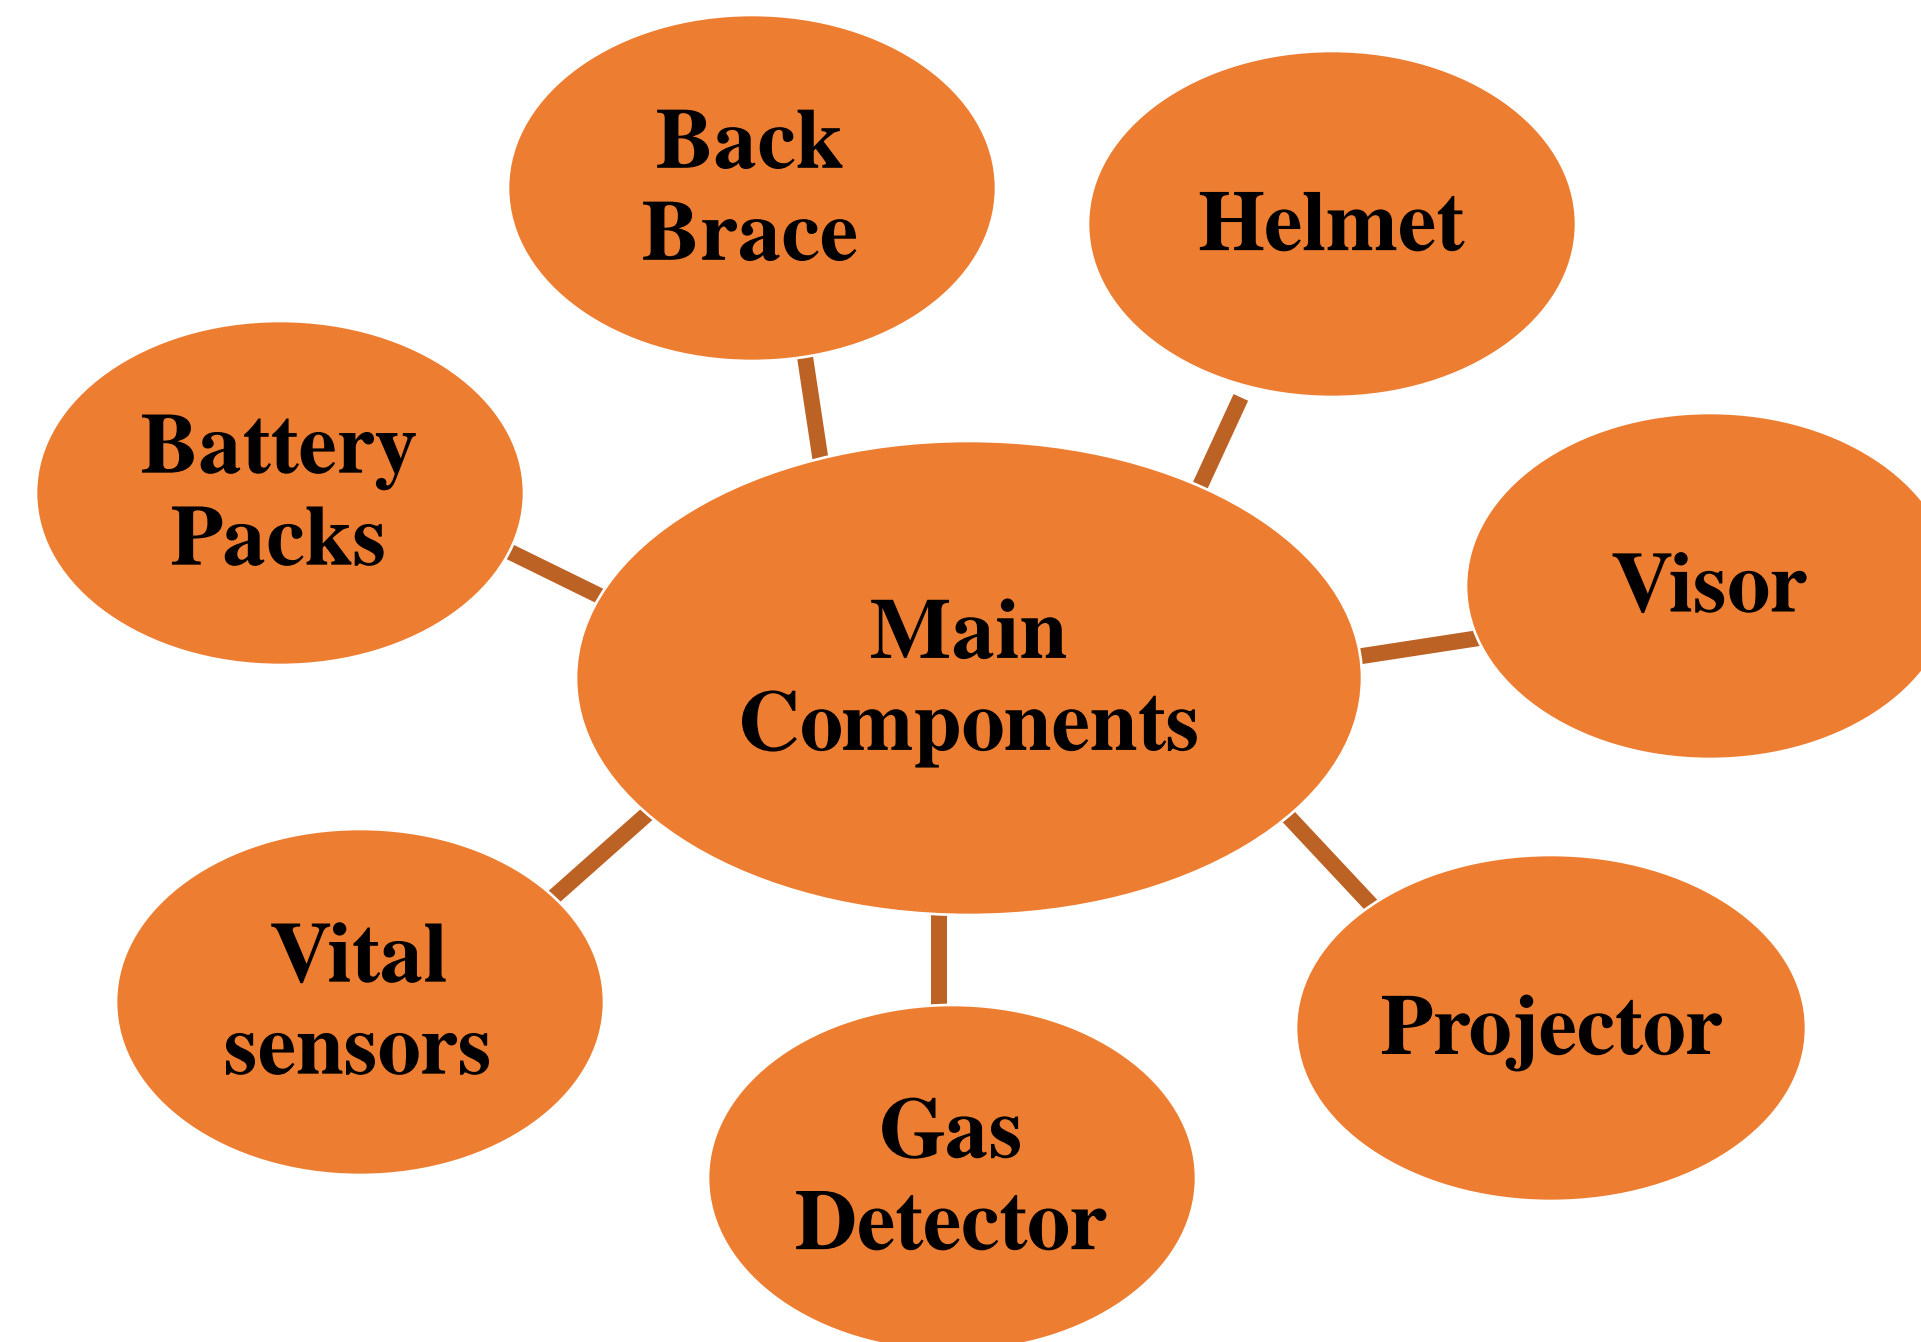 Back
Brace
Helmet
Battery
Packs
Visor
Main
Components
Vital
sensors
Projector
Gas
Detector